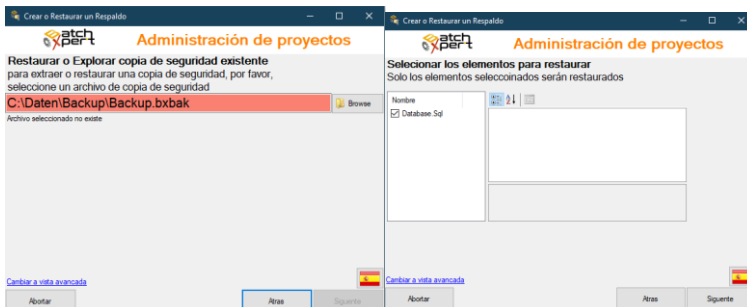 Crear o Restaurar un Respaldo
atch
xpert
Administración de proyectos
Restaurar o Explorar copia de seguridad existente
para extraer o restaurar una copia de seguridad, por favor,
seleccione un archivo de copia de seguridad
C:\Daten\Backup\Backup.bxbak
Browse
Archivo seleccionado no existe
Cambiar a vista avancada
Abortar
Atras
Siguiente
Crear o Restaurar un Respaldo
atch
xpert
Administración de proyectos
Selecionar los elementos para restaurar
Solo los elementos seleccoinados serán restaurados
Nombre
Database.Sql
Cambiar a vista avancada
Abortar
Atras
Siguente